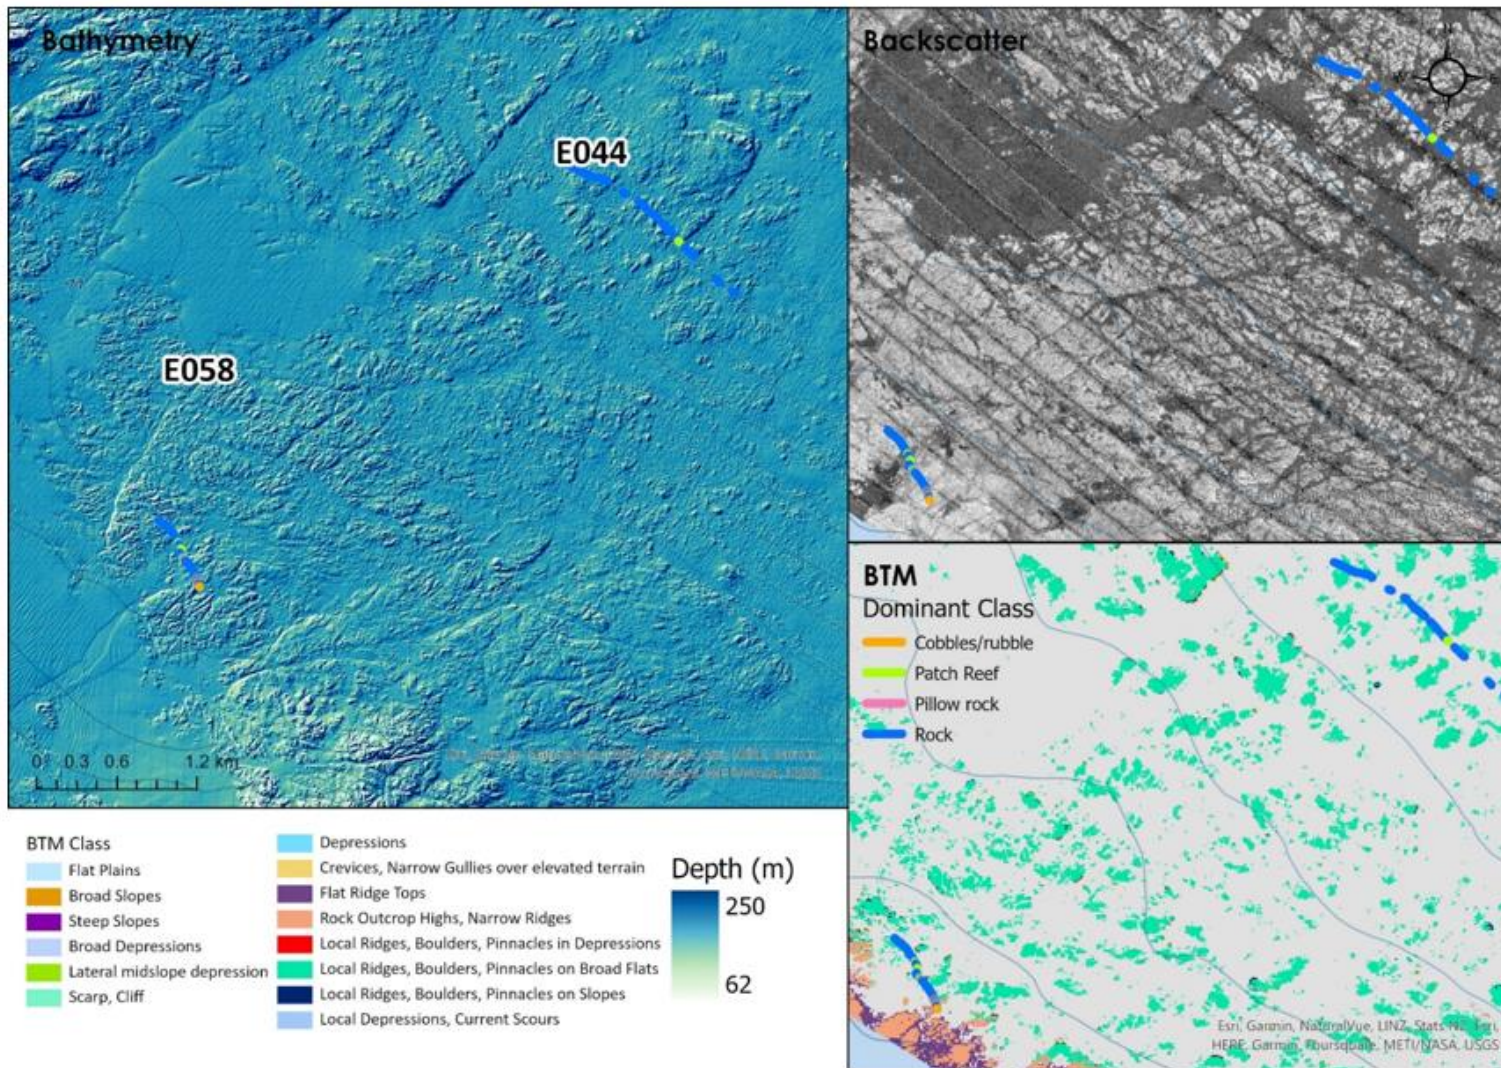 Bathymetry
E044
E058
0 0.3 0.6 1.2 km
Backscatter
N
W
E
S
BTM
Dominant Class
Cobbles/rubble
Patch Reef
Pillow rock
Rock
Esri, Garmin, NaturalVue, LINZ, Stats NZ, Esri,
HERE, Garmin, Foursquare, METI/NASA, USGS
BTM Class
Flat Plains
Broad Slopes
Steep Slopes
Broad Depressions
Lateral midslope depression
Scarp, Cliff
Depressions
Crevices, Narrow Gullies over elevated terrain
Flat Ridge Tops
Rock Outcrop Highs, Narrow Ridges
Local Ridges, Boulders, Pinnacles in Depressions
Local Ridges, Boulders, Pinnacles on Broad Flats
Local Ridges, Boulders, Pinnacles on Slopes
Local Depressions, Current Scours
Depth (m)
250
62